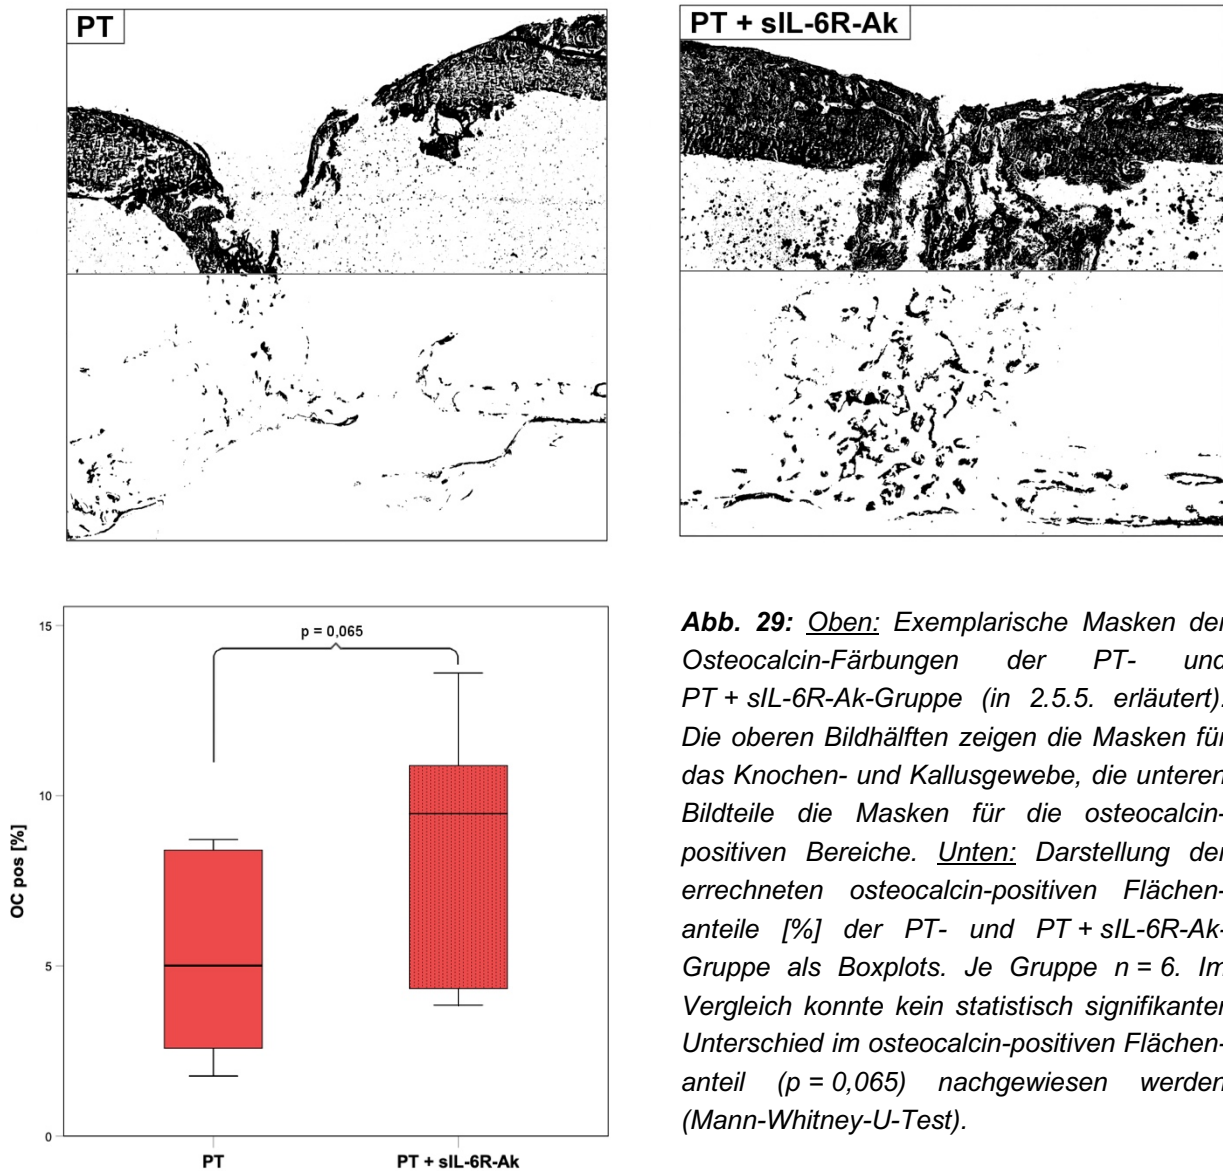 PT
PT + sIL-6R-Ak
15
p = 0,065
10
OC pos [%]
5
0
PT
PT + sIL-6R-Ak
Abb. 29: Oben: Exemplarische Masken der
Osteocalcin-Färbungen der PT- und
PT + sIL-6R-Ak-Gruppe (in 2.5.5. erläutert).
Die oberen Bildhälften zeigen die Masken für
das Knochen- und Kallusgewebe, die unteren
Bildteile die Masken für die osteocalcin-
positiven Bereiche. Unten: Darstellung der
errechneten osteocalcin-positiven Flächen-
anteile [%] der PT- und PT + sIL-6R-Ak-
Gruppe als Boxplots. Je Gruppe n = 6. Im
Vergleich konnte kein statistisch signifikanter
Unterschied im osteocalcin-positiven Flächen-
anteil (p = 0,065) nachgewiesen werden
(Mann-Whitney-U-Test).